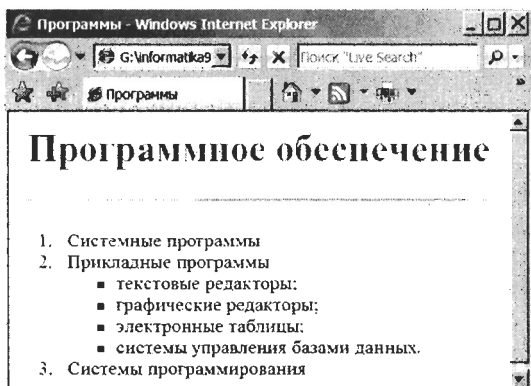 Программы - Windows Internet Explorer
G:\informatika9
Поиск "Live Search"
Программы
Программное обеспечение
1. Системные программы
2. Прикладные программы
▪ текстовые редакторы;
▪ графические редакторы;
▪ электронные таблицы;
▪ системы управления базами данных.
3. Системы программирования